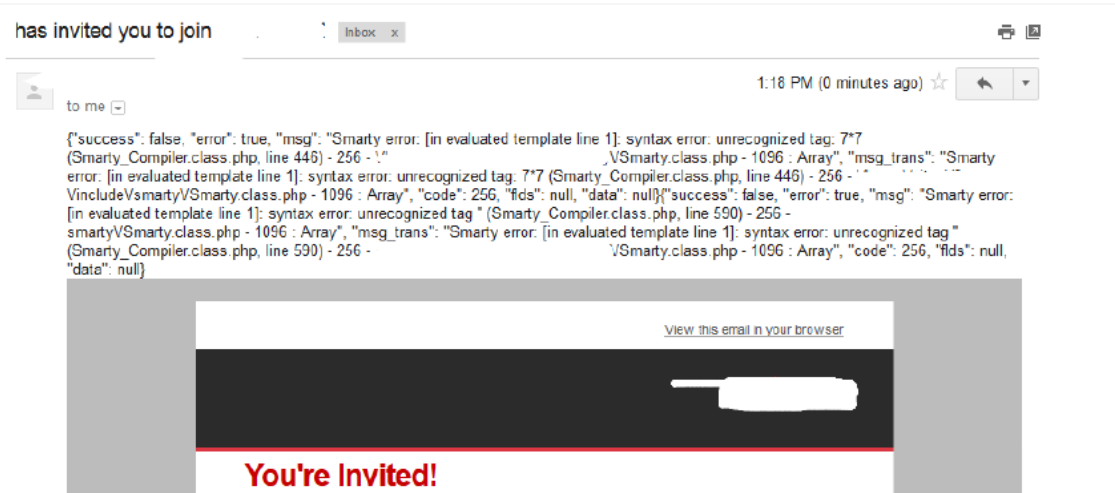 has invited you to join
Inbox x
1:18 PM (0 minutes ago)
to me
{"success": false, "error": true, "msg": "Smarty error: [in evaluated template line 1]: syntax error: unrecognized tag: 7*7
(Smarty_Compiler.class.php, line 446) - 256 - \/Smarty.class.php - 1096 : Array", "msg_trans": "Smarty
error: [in evaluated template line 1]: syntax error: unrecognized tag: 7*7 (Smarty_Compiler.class.php, line 446) - 256 -
\/include\/smarty\/Smarty.class.php - 1096 : Array", "code": 256, "flds": null, "data": null}{"success": false, "error": true, "msg": "Smarty error:
[in evaluated template line 1]: syntax error: unrecognized tag '' (Smarty_Compiler.class.php, line 590) - 256 -
smarty\/Smarty.class.php - 1096 : Array", "msg_trans": "Smarty error: [in evaluated template line 1]: syntax error: unrecognized tag ''
(Smarty_Compiler.class.php, line 590) - 256 - \/Smarty.class.php - 1096 : Array", "code": 256, "flds": null,
"data": null}
View this email in your browser
You're Invited!